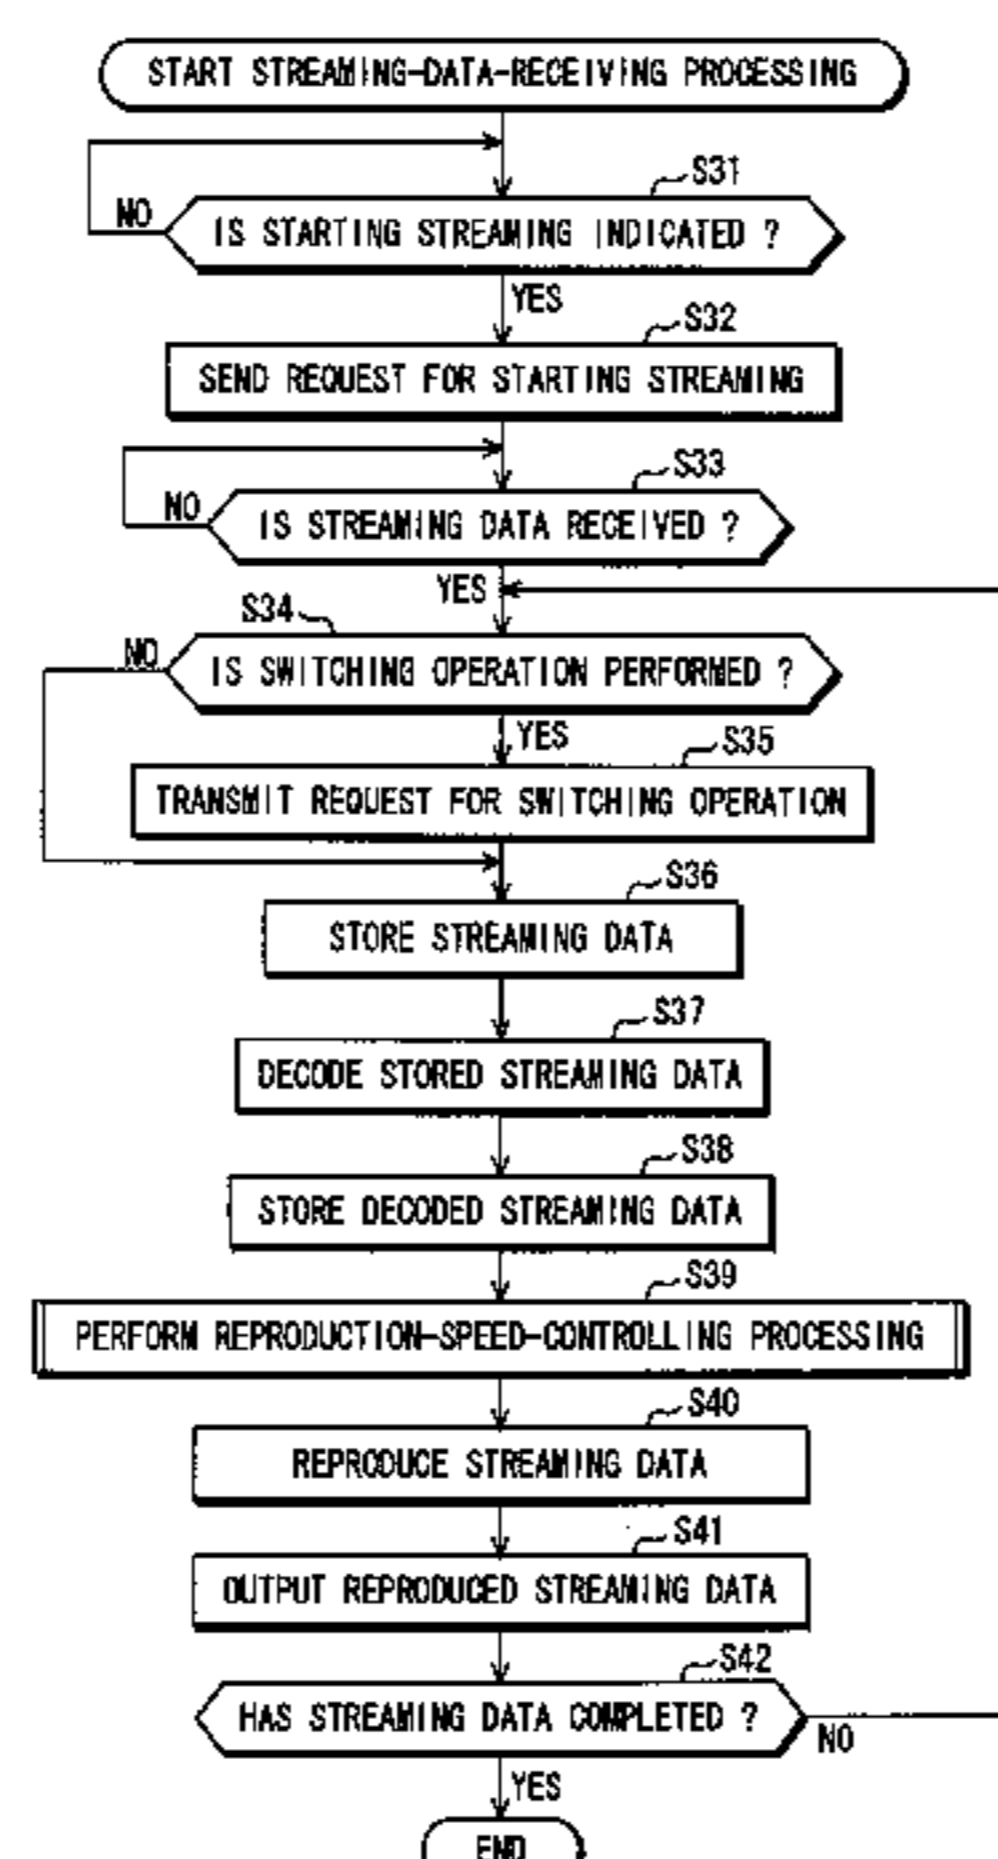 START STREAMING-DATA-RECEIVING PROCESSING
S31
NO
IS STARTING STREAMING INDICATED ?
YES
S32
SEND REQUEST FOR STARTING STREAMING
S33
NO
IS STREAMING DATA RECEIVED ?
YES
S34
NO
IS SWITCHING OPERATION PERFORMED ?
YES
S35
TRANSMIT REQUEST FOR SWITCHING OPERATION
S36
STORE STREAMING DATA
S37
DECODE STORED STREAMING DATA
S38
STORE DECODED STREAMING DATA
S39
PERFORM REPRODUCTION-SPEED-CONTROLLING PROCESSING
S40
REPRODUCE STREAMING DATA
S41
OUTPUT REPRODUCED STREAMING DATA
S42
HAS STREAMING DATA COMPLETED ?
NO
YES
END